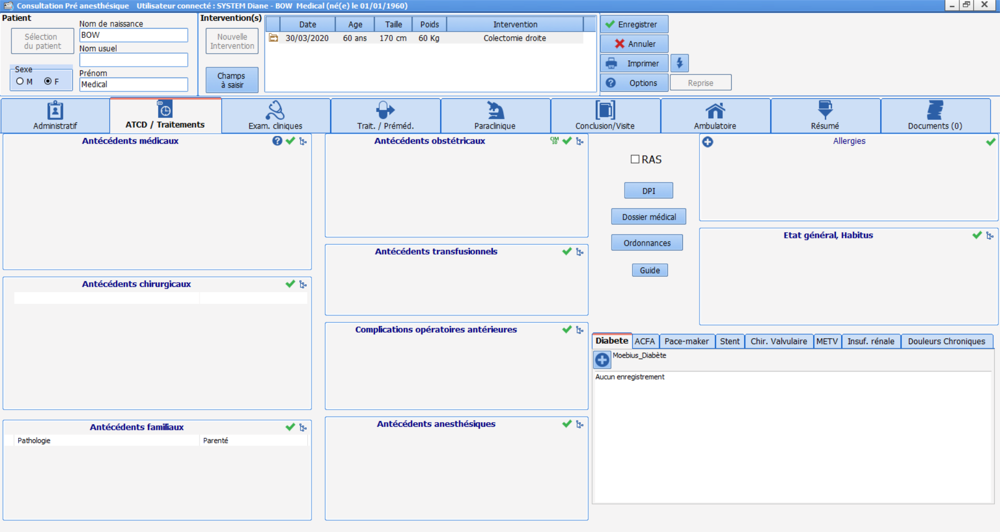 Consultation Pré anesthésique Utilisateur connecté : SYSTEM Diane - BOW Medical (né(e) le 01/01/1960)
Patient
Sélection du patient
Nom de naissance
BOW
Nom usuel
Prénom
Medical
Sexe
M F
Intervention(s)
Nouvelle Intervention
Champs à saisir
Date Age Taille Poids Intervention
30/03/2020 60 ans 170 cm 60 Kg Colectomie droite
Enregistrer
Annuler
Imprimer
Options
Reprise
Administratif
ATCD / Traitements
Exam. cliniques
Trait. / Préméd.
Paraclinique
Conclusion/Visite
Ambulatoire
Résumé
Documents (0)
Antécédents médicaux
Antécédents chirurgicaux
Antécédents familiaux
Pathologie Parenté
Antécédents obstétricaux
CIM 10
Antécédents transfusionnels
Complications opératoires antérieures
Antécédents anesthésiques
RAS
DPI
Dossier médical
Ordonnances
Guide
Allergies
Etat général, Habitus
Diabete ACFA Pace-maker Stent Chir. Valvulaire METV Insuf. rénale Douleurs Chroniques
Moebius_Diabète
Aucun enregistrement